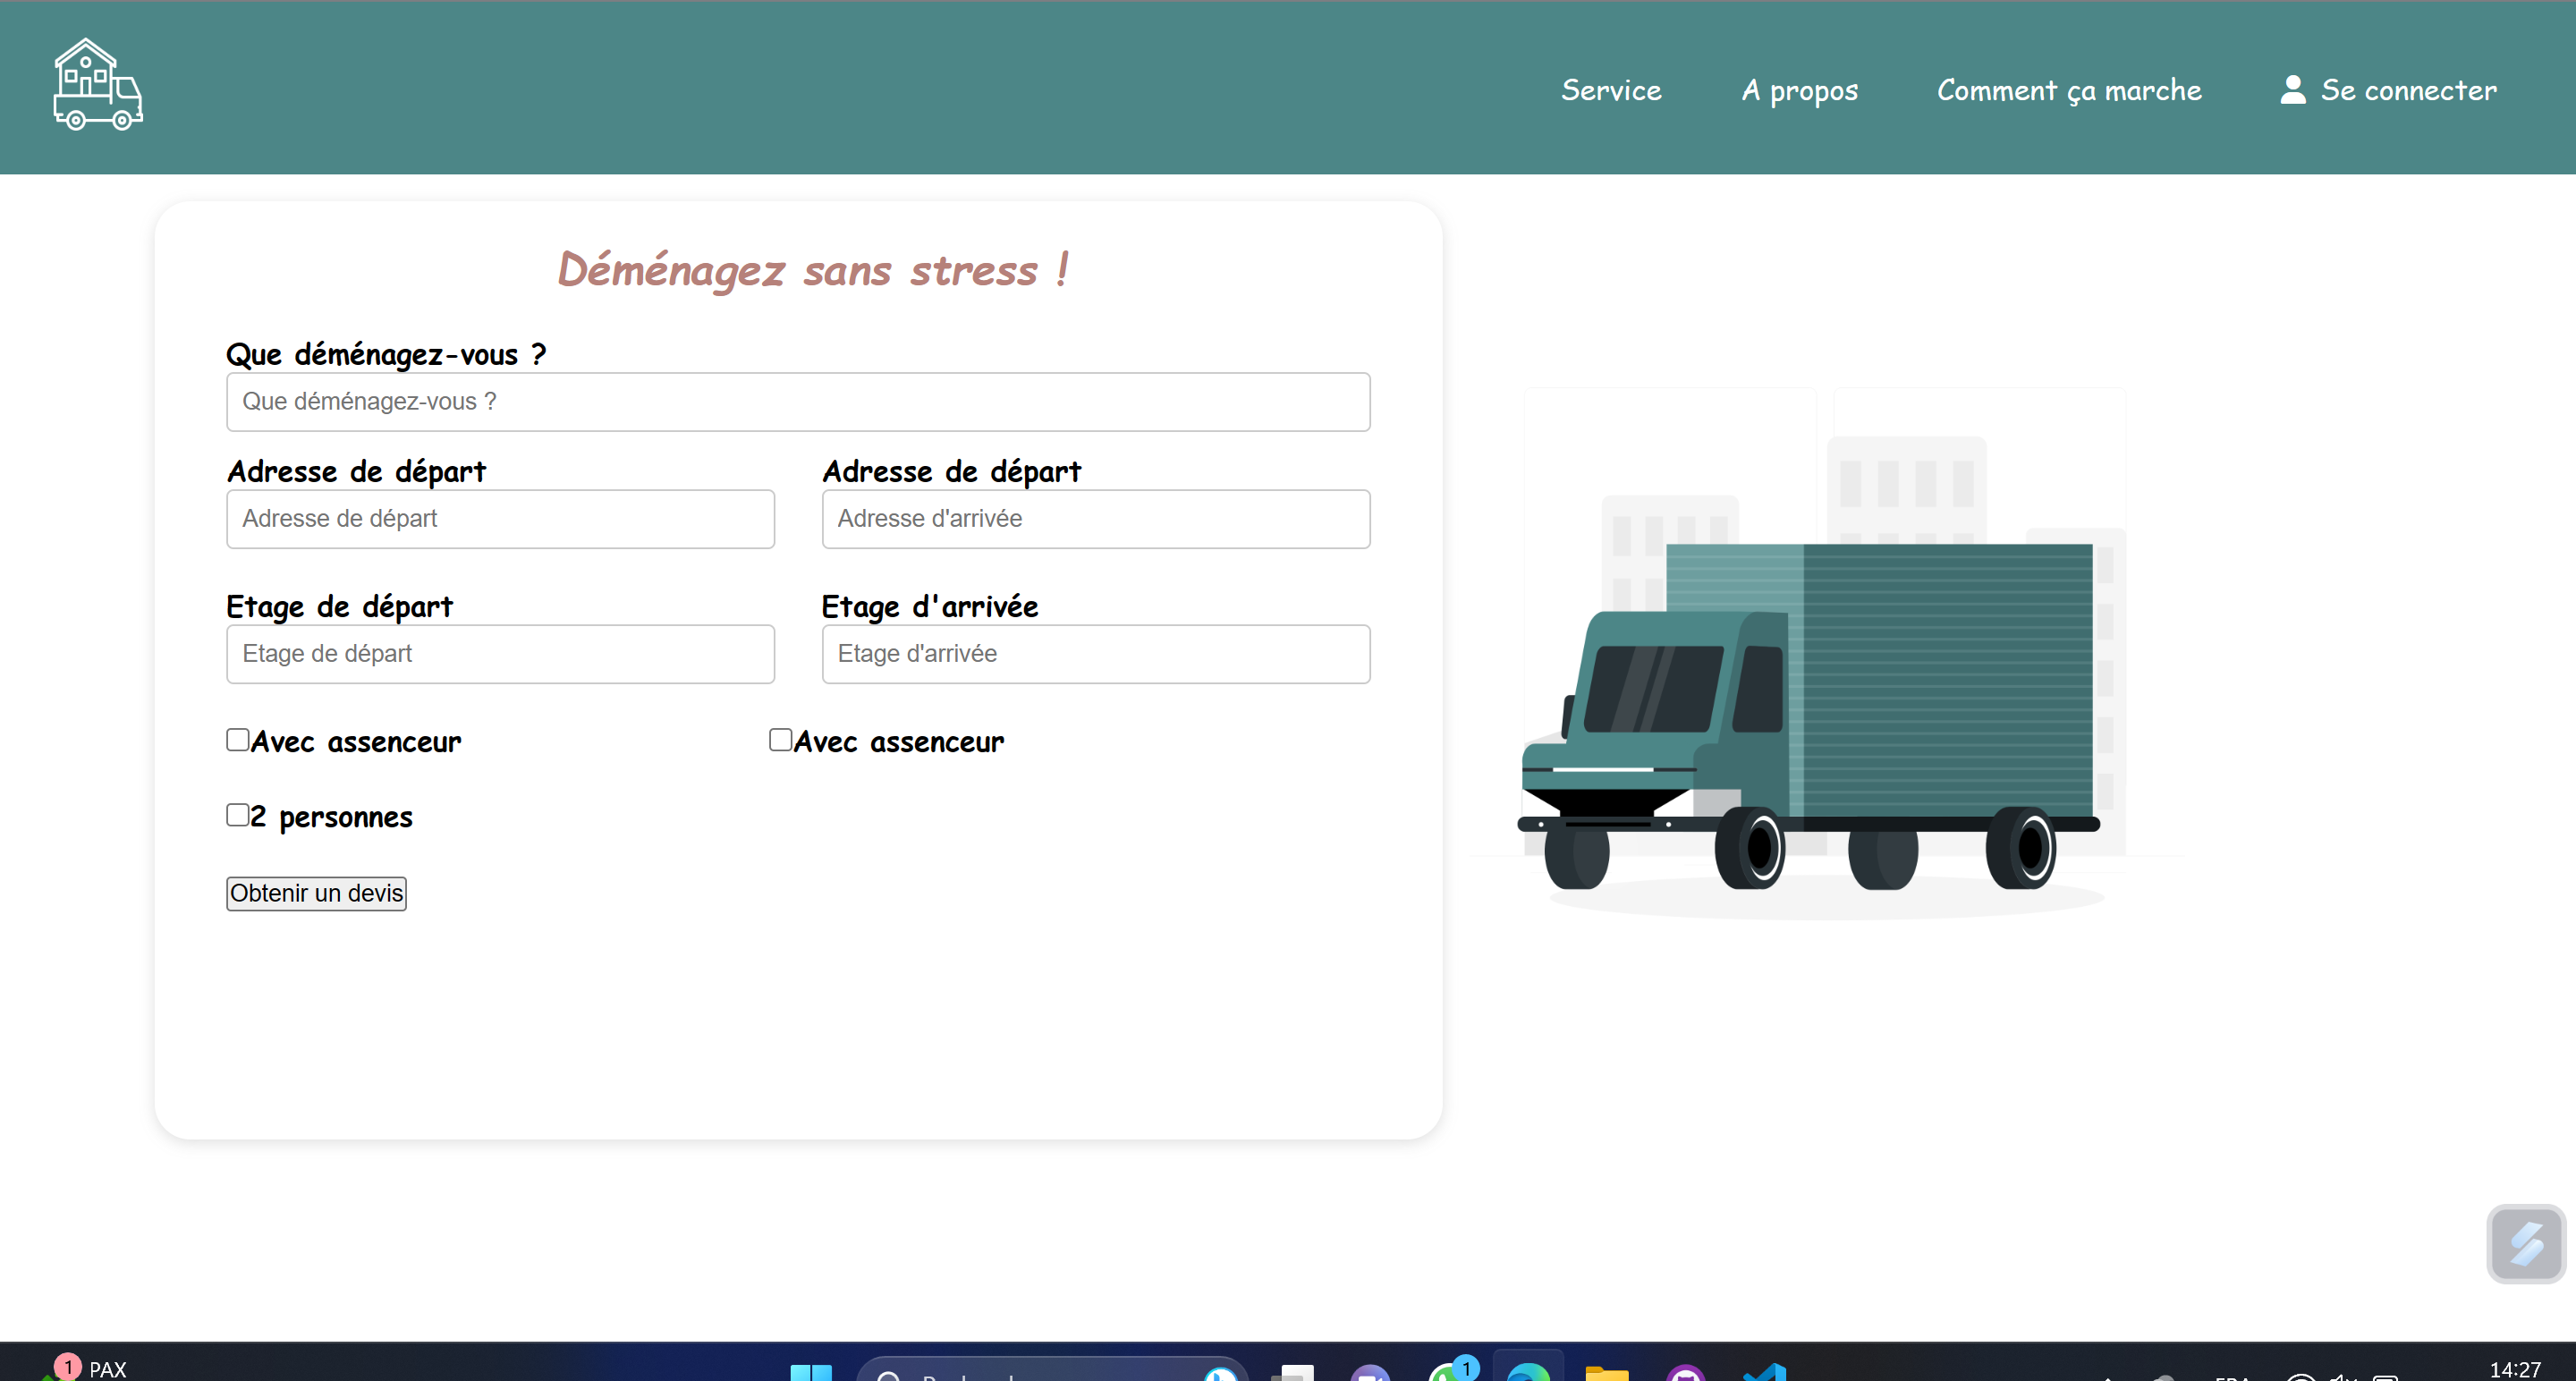 Service A propos Comment ça marche Se connecter
Déménagez sans stress !
Que déménagez-vous ?
Que déménagez-vous ?
Adresse de départ Adresse de départ
Adresse de départ Adresse d'arrivée
Etage de départ Etage d'arrivée
Etage de départ Etage d'arrivée
Avec assenceur Avec assenceur
2 personnes
Obtenir un devis
1 PAX 1 14:27